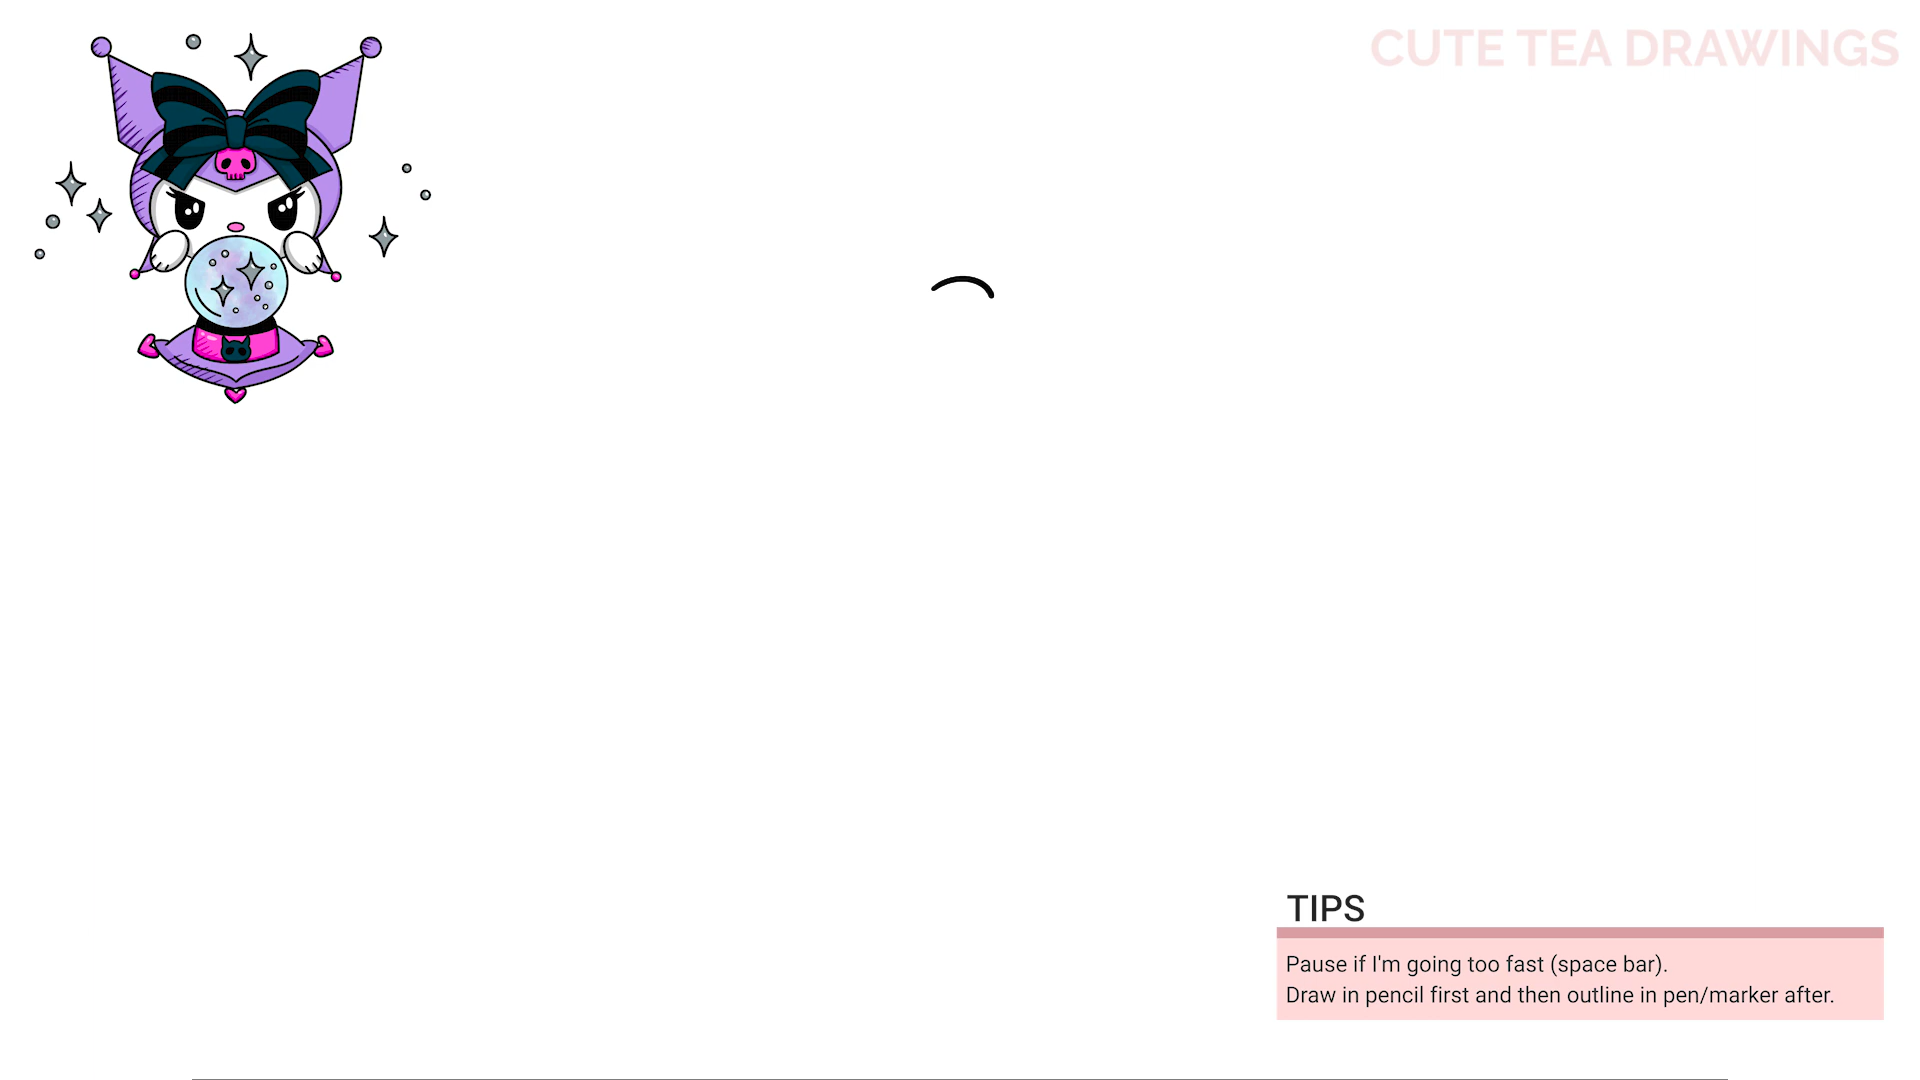 CUTE TEA DRAWINGS
TIPS
Pause if I'm going too fast (space bar).
Draw in pencil first and then outline in pen/marker after.